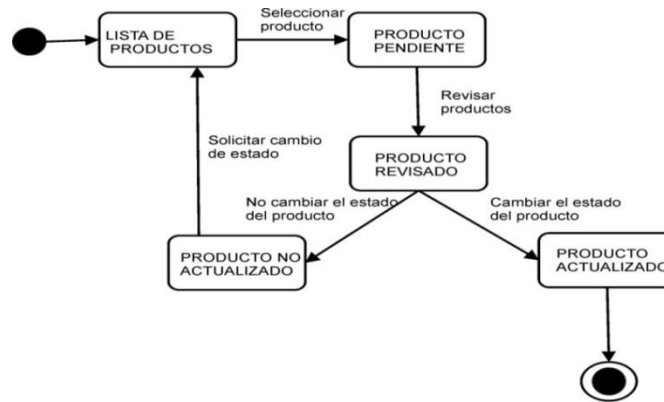 Seleccionar
producto
LISTA DE
PRODUCTOS
PRODUCTO
PENDIENTE
Revisar
productos
Solicitar cambio
de estado
PRODUCTO
REVISADO
No cambiar el estado
del producto
Cambiar el estado
del producto
PRODUCTO NO
ACTUALIZADO
PRODUCTO
ACTUALIZADO